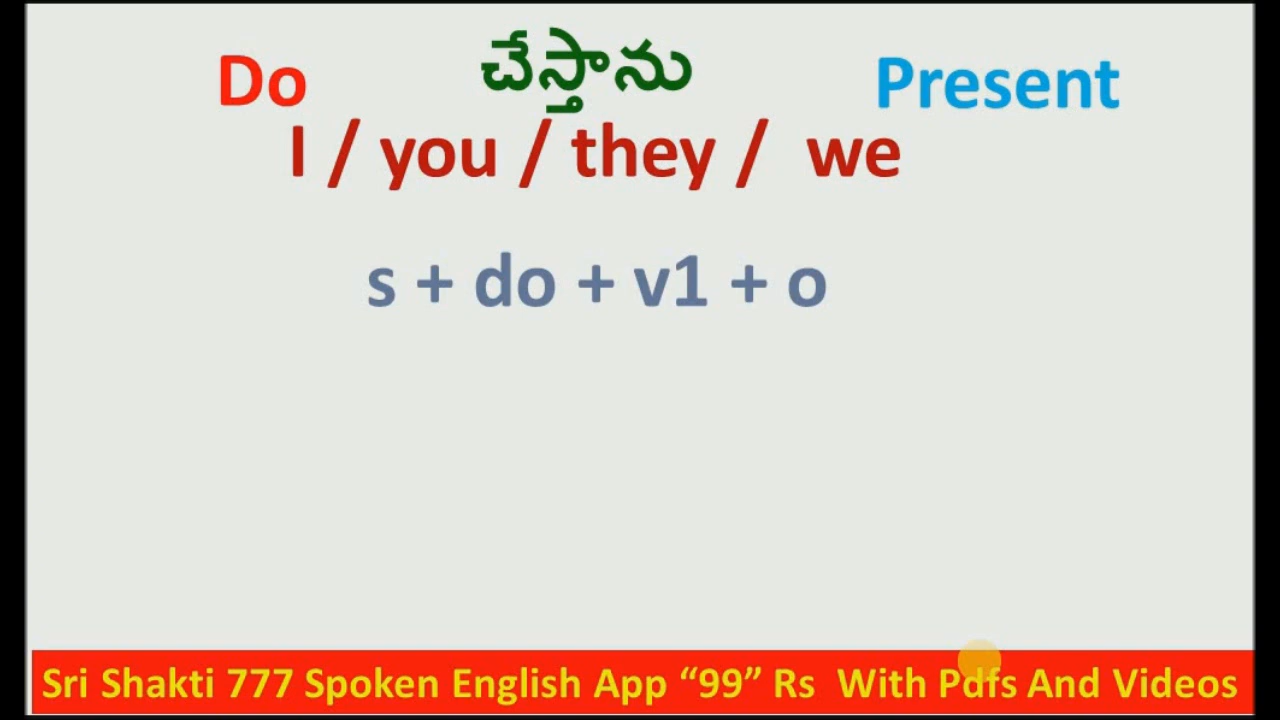 Do చేస్తాను Present
I / you / they / we
s + do + v1 + o
Sri Shakti 777 Spoken English App “99” Rs With Pdfs And Videos